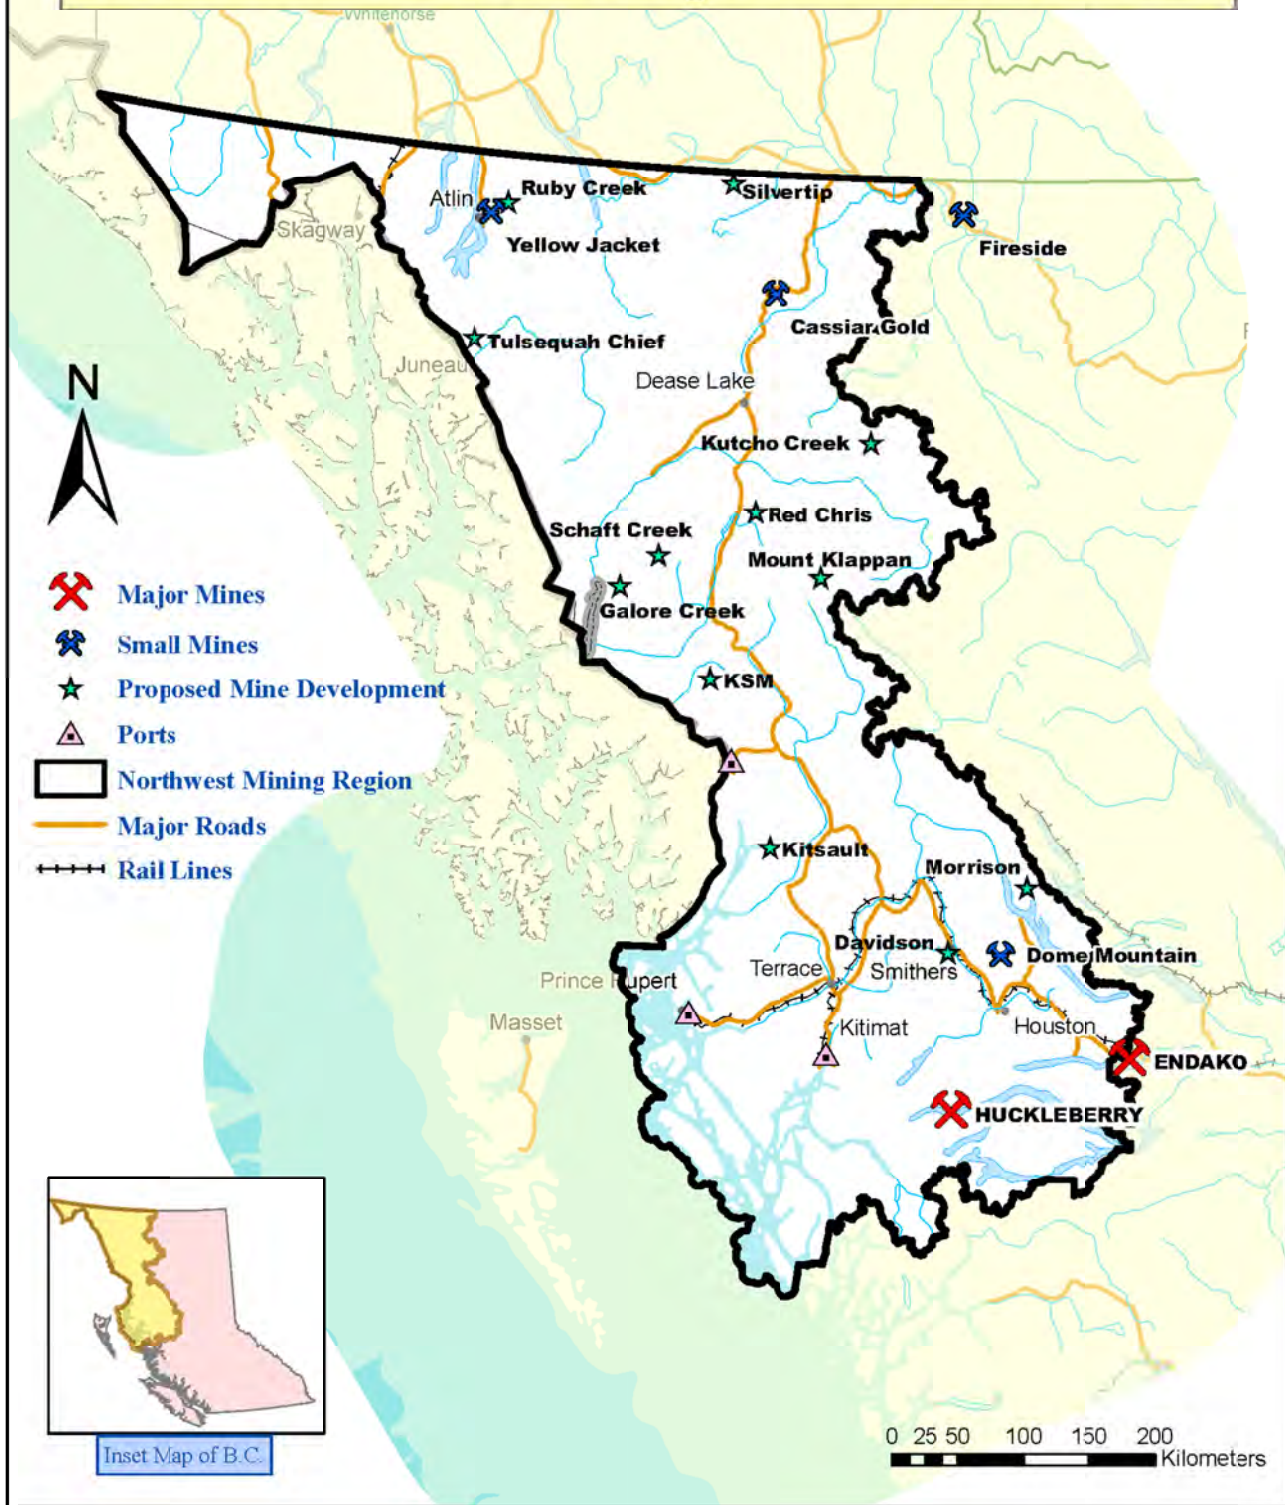 Whitehorse
Atlin
Ruby Creek
Silvertip
Skagway
Yellow Jacket
Fireside
Cassiar Gold
Tulsequah Chief
Juneau
N
Dease Lake
Kutcho Creek
Red Chris
Schaft Creek
Mount Klappan
Galore Creek
Major Mines
Small Mines
KSM
Proposed Mine Development
Ports
Northwest Mining Region
Major Roads
Rail Lines
Kitsault
Morrison
Davidson
Dome Mountain
Terrace
Smithers
Prince Rupert
Masset
Kitimat
Houston
ENDAKO
HUCKLEBERRY
Inset Map of B.C.
0 25 50 100 150 200
Kilometers